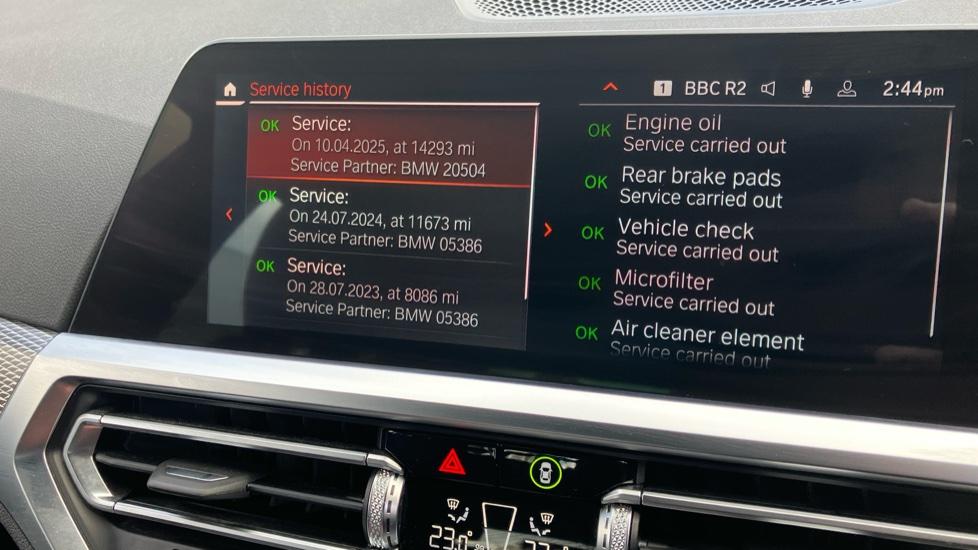 Service history
1 BBC R2 2:44pm
OK Service:
On 10.04.2025, at 14293 mi
Service Partner: BMW 20504
OK Service:
On 24.07.2024, at 11673 mi
Service Partner: BMW 05386
OK Service:
On 28.07.2023, at 8086 mi
Service Partner: BMW 05386
OK Engine oil
Service carried out
OK Rear brake pads
Service carried out
OK Vehicle check
Service carried out
OK Microfilter
Service carried out
OK Air cleaner element
Service carried out
23.0°